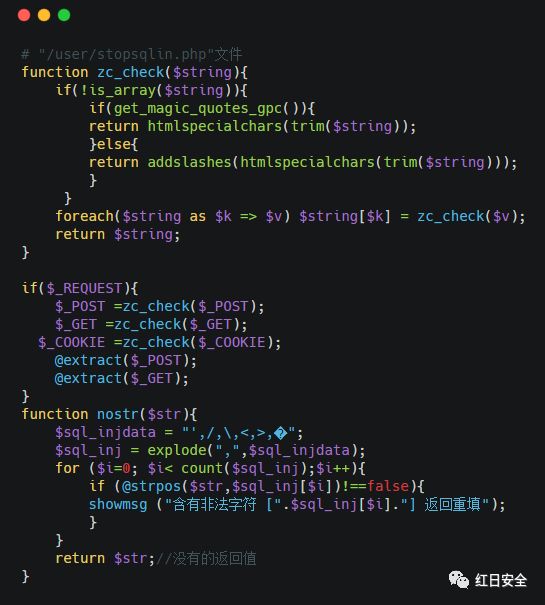 # "/user/stopsqlin.php"文件
function zc_check($string){
    if(!is_array($string)){
        if(get_magic_quotes_gpc()){
        return htmlspecialchars(trim($string));
        }else{
        return addslashes(htmlspecialchars(trim($string)));
        }
     }
    foreach($string as $k => $v) $string[$k] = zc_check($v);
    return $string;
}

if($_REQUEST){
    $_POST =zc_check($_POST);
    $_GET =zc_check($_GET);
  $_COOKIE =zc_check($_COOKIE);
    @extract($_POST);
    @extract($_GET);
}
function nostr($str){
    $sql_injdata = "',/,\,<,>,�";
    $sql_inj = explode(",",$sql_injdata);
    for ($i=0; $i< count($sql_inj);$i++){
        if (@strpos($str,$sql_inj[$i])!==false){
        showmsg ("含有非法字符 [".$sql_inj[$i]."] 返回重填");
        }
    }
    return $str;//没有的返回值
}
红日安全